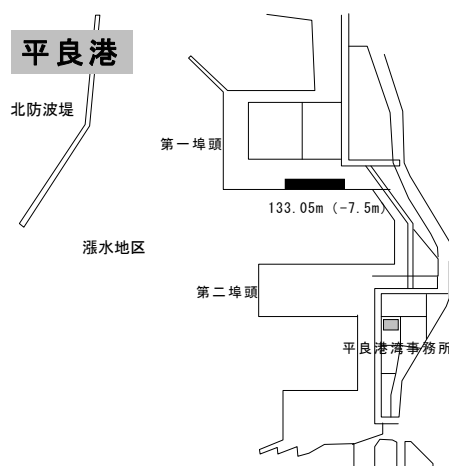 平良港
北防波堤
第一埠頭
133.05m (-7.5m)
漲水地区
第二埠頭
平良港湾事務所